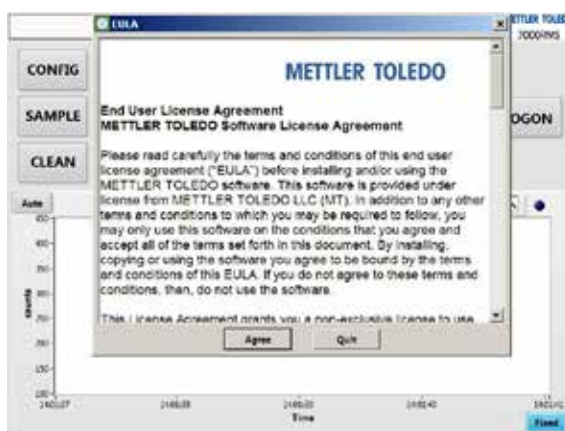 EULA
METTLER TOLEDO
7000RMS
CONFIG
METTLER TOLEDO
SAMPLE
End User License Agreement
METTLER TOLEDO Software License Agreement
OGON
CLEAN
Please read carefully the terms and conditions of this end user
license agreement ("EULA") before installing and/or using the
METTLER TOLEDO software. This software is provided under
license from METTLER TOLEDO LLC (MT). In addition to any other
terms and conditions to which you may be required to follow, you
may only use this software on the conditions that you agree and
accept all of the terms set forth in this document. By installing,
copying or using the software you agree to be bound by the terms
and conditions of this EULA. If you do not agree to these terms and
conditions, then, do not use the software.
This License Agreement grants you a non-exclusive license to use
Auto
counts
Agree
Quit
Time
Fixed